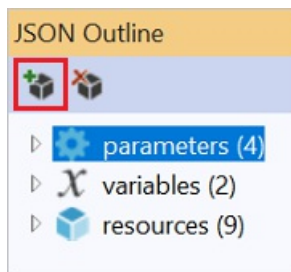 JSON Outline
parameters (4)
variables (2)
resources (9)